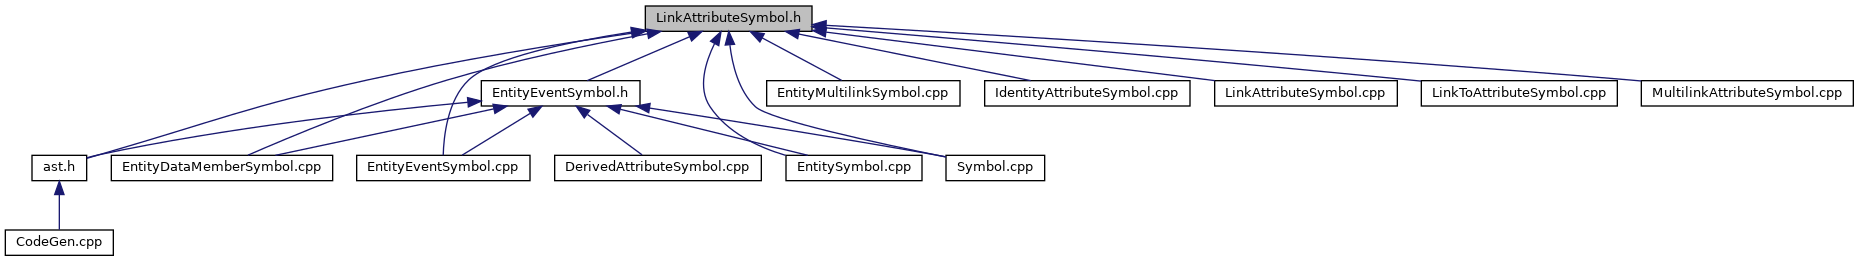 LinkAttributeSymbol.h
EntityEventSymbol.h
EntityMultilinkSymbol.cpp
IdentityAttributeSymbol.cpp
LinkAttributeSymbol.cpp
LinkToAttributeSymbol.cpp
MultilinkAttributeSymbol.cpp
ast.h
EntityDataMemberSymbol.cpp
EntityEventSymbol.cpp
DerivedAttributeSymbol.cpp
EntitySymbol.cpp
Symbol.cpp
CodeGen.cpp